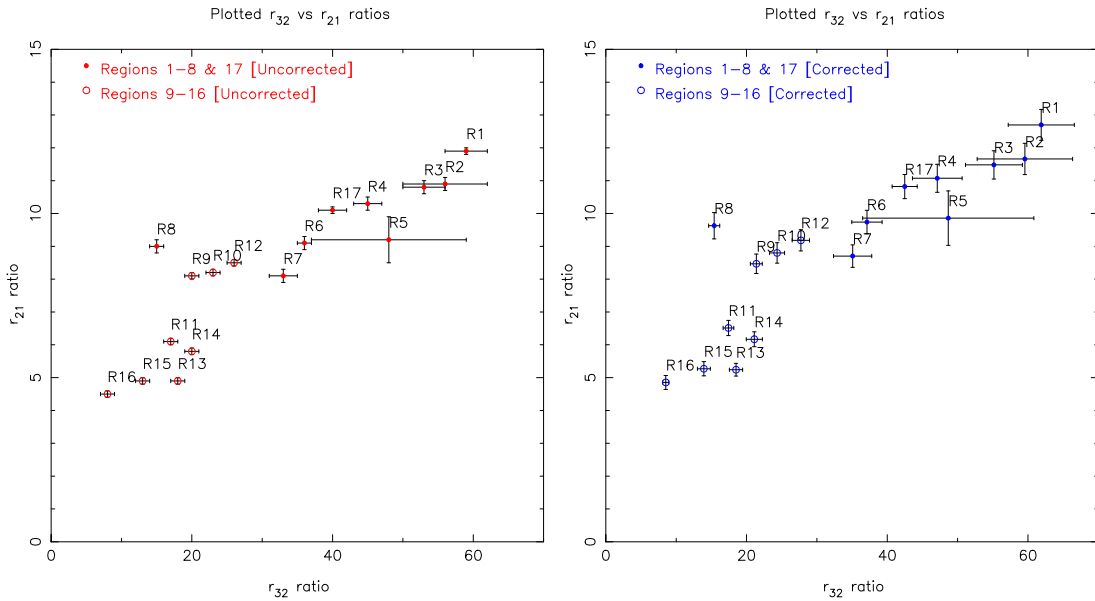 Plotted r32 vs r21 ratios
Regions 1–8 & 17 [Uncorrected]
Regions 9–16 [Uncorrected]
R1
R2
R3
R4
R17
R5
R6
R7
R8
R12
R10
R9
R11
R14
R13
R15
R16
0
5
10
15
r21 ratio
0
20
40
60
r32 ratio
Plotted r32 vs r21 ratios
Regions 1–8 & 17 [Corrected]
Regions 9–16 [Corrected]
R1
R2
R3
R4
R17
R5
R6
R7
R8
R12
R10
R9
R11
R14
R13
R15
R16
0
5
10
15
r21 ratio
0
20
40
60
r32 ratio